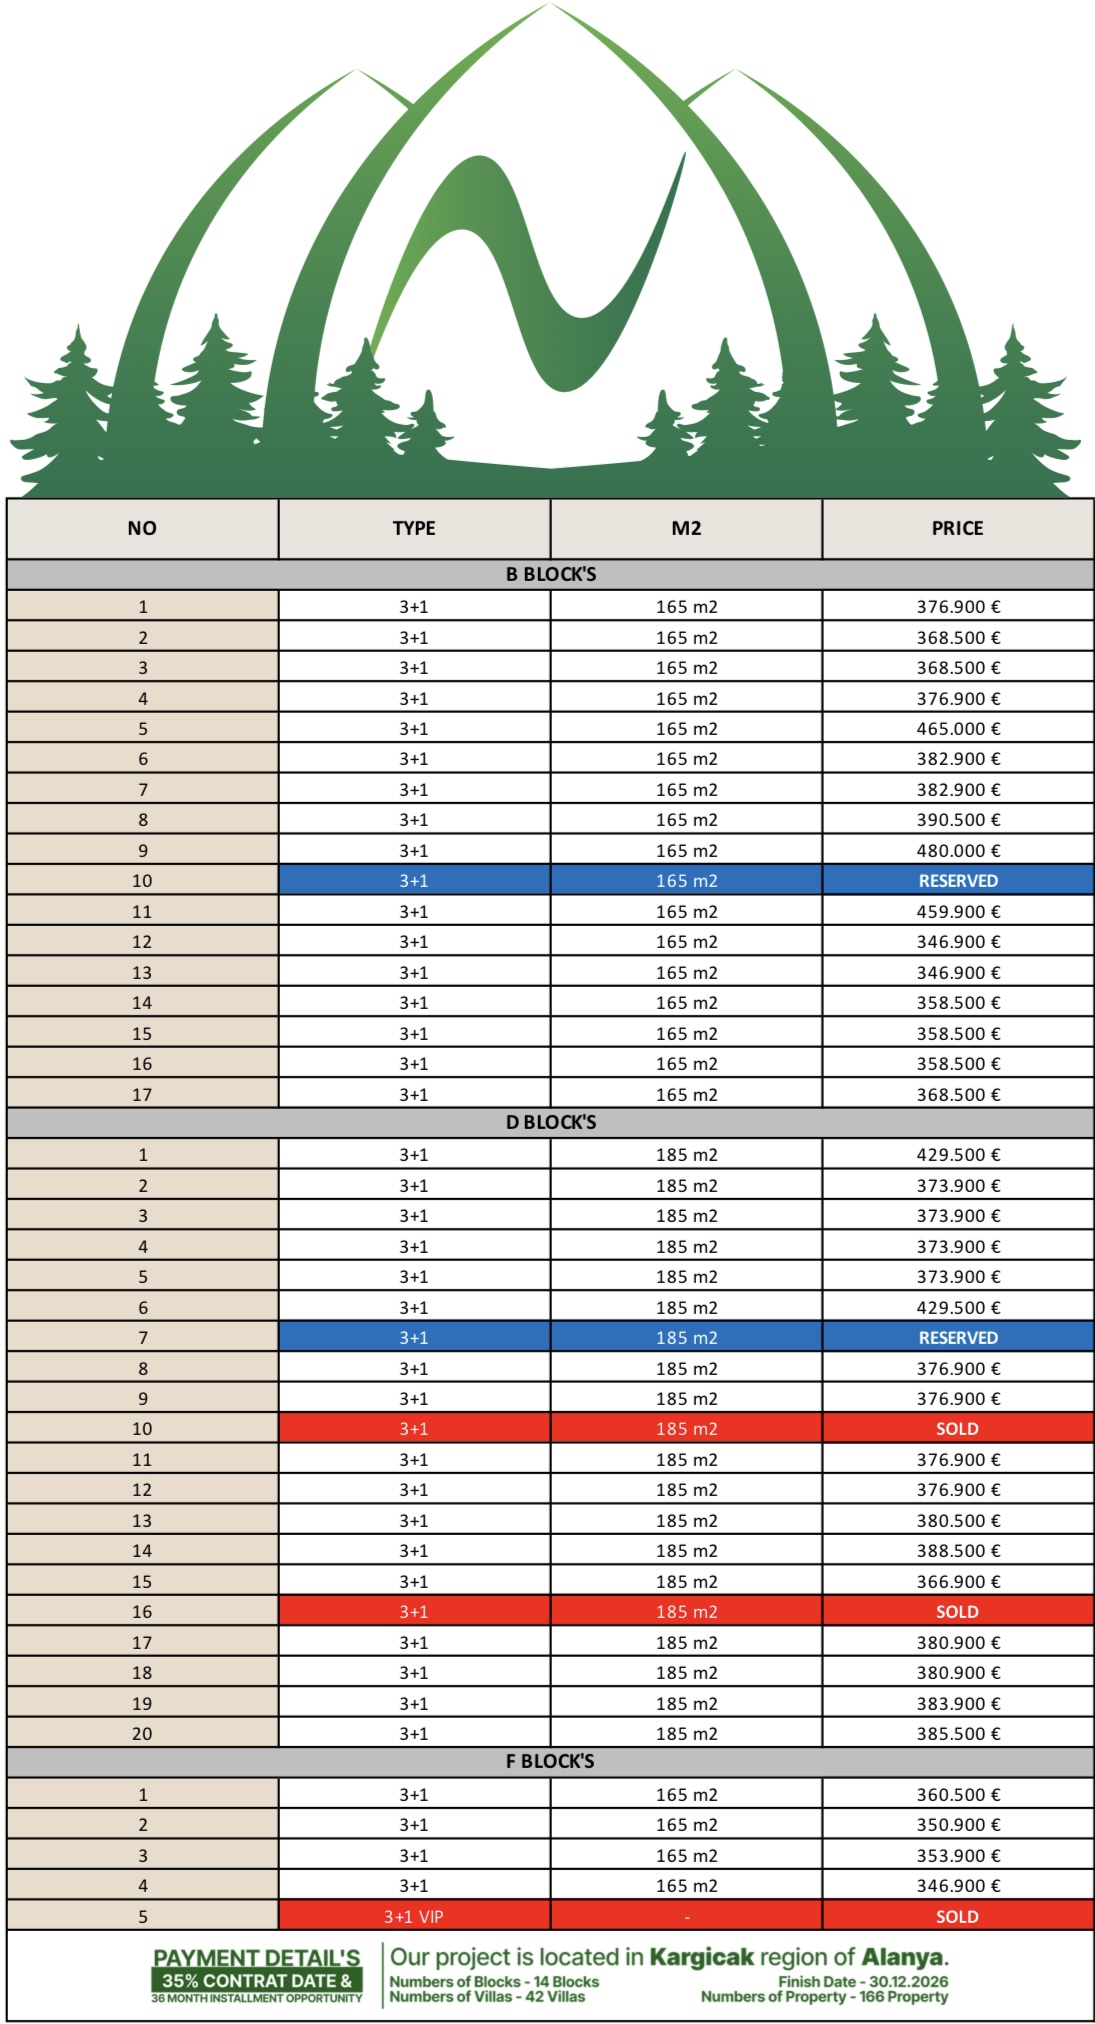 NO TYPE M2 PRICE
B BLOCK'S
1 3+1 165 m2 376.900 €
2 3+1 165 m2 368.500 €
3 3+1 165 m2 368.500 €
4 3+1 165 m2 376.900 €
5 3+1 165 m2 465.000 €
6 3+1 165 m2 382.900 €
7 3+1 165 m2 382.900 €
8 3+1 165 m2 390.500 €
9 3+1 165 m2 480.000 €
10 3+1 165 m2 RESERVED
11 3+1 165 m2 459.900 €
12 3+1 165 m2 346.900 €
13 3+1 165 m2 346.900 €
14 3+1 165 m2 358.500 €
15 3+1 165 m2 358.500 €
16 3+1 165 m2 358.500 €
17 3+1 165 m2 368.500 €
D BLOCK'S
1 3+1 185 m2 429.500 €
2 3+1 185 m2 373.900 €
3 3+1 185 m2 373.900 €
4 3+1 185 m2 373.900 €
5 3+1 185 m2 373.900 €
6 3+1 185 m2 429.500 €
7 3+1 185 m2 RESERVED
8 3+1 185 m2 376.900 €
9 3+1 185 m2 376.900 €
10 3+1 185 m2 SOLD
11 3+1 185 m2 376.900 €
12 3+1 185 m2 376.900 €
13 3+1 185 m2 380.500 €
14 3+1 185 m2 388.500 €
15 3+1 185 m2 366.900 €
16 3+1 185 m2 SOLD
17 3+1 185 m2 380.900 €
18 3+1 185 m2 380.900 €
19 3+1 185 m2 383.900 €
20 3+1 185 m2 385.500 €
F BLOCK'S
1 3+1 165 m2 360.500 €
2 3+1 165 m2 350.900 €
3 3+1 165 m2 353.900 €
4 3+1 165 m2 346.900 €
5 3+1 VIP - SOLD
PAYMENT DETAIL'S
35% CONTRAT DATE &
36 MONTH INSTALLMENT OPPORTUNITY
Our project is located in Kargicak region of Alanya.
Numbers of Blocks - 14 Blocks Finish Date - 30.12.2026
Numbers of Villas - 42 Villas Numbers of Property - 166 Property